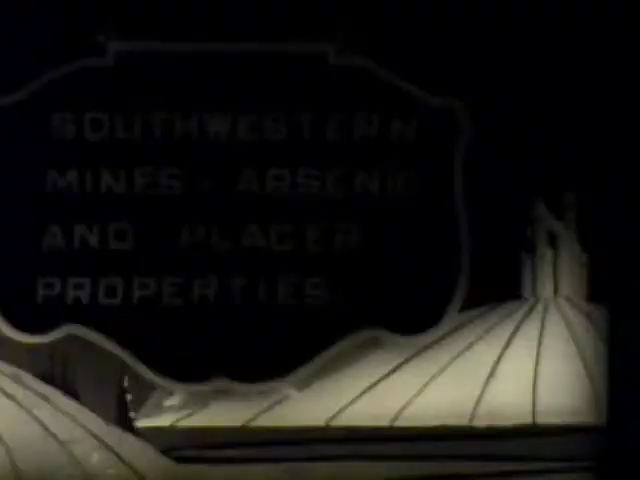 SOUTHWESTERN
MINES - ARSENIC
AND PLACER
PROPERTIES.